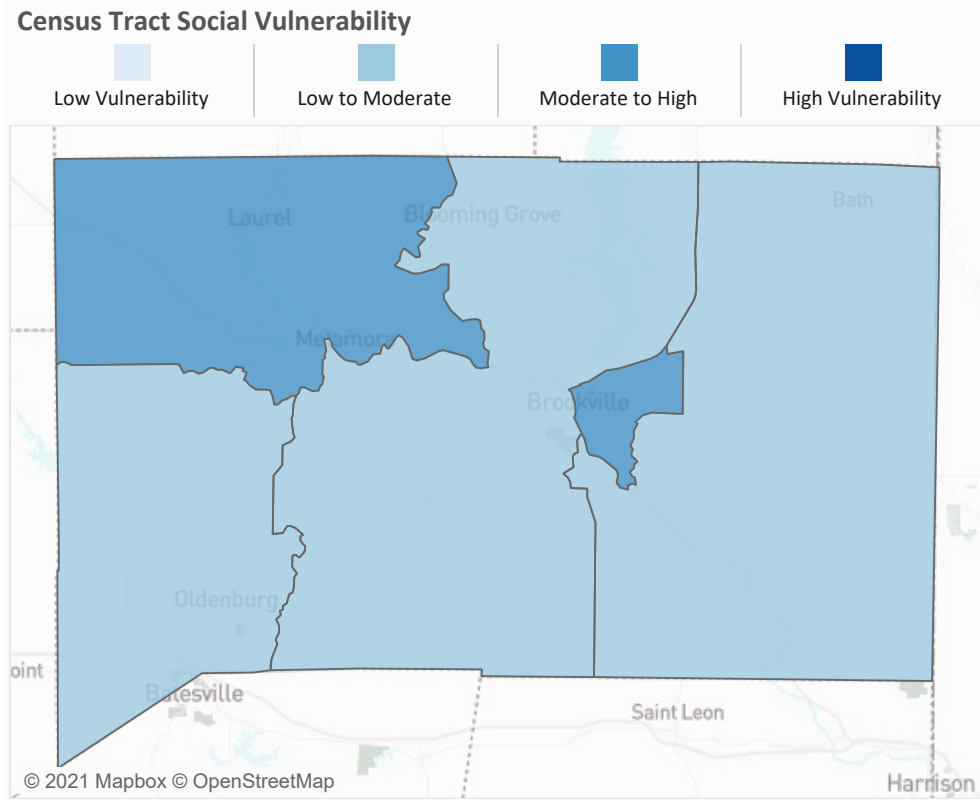 Census Tract Social Vulnerability
Low Vulnerability
Low to Moderate
Moderate to High
High Vulnerability
Bath
Laurel
Blooming Grove
Metamora
Brookville
Oldenburg
oint
Batesville
Saint Leon
© 2021 Mapbox © OpenStreetMap
Harrison